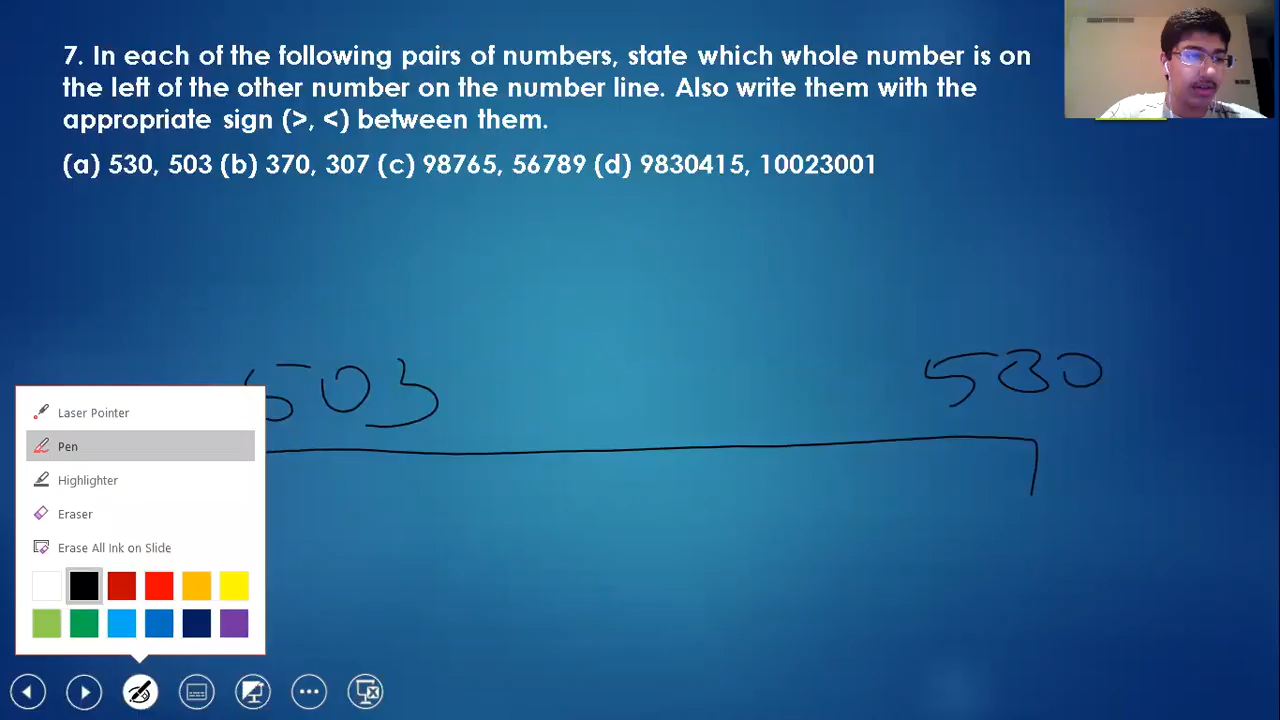 7. In each of the following pairs of numbers, state which whole number is on
the left of the other number on the number line. Also write them with the
appropriate sign (>, <) between them.
(a) 530, 503 (b) 370, 307 (c) 98765, 56789 (d) 9830415, 10023001
503 530
Laser Pointer
Pen
Highlighter
Eraser
Erase All Ink on Slide